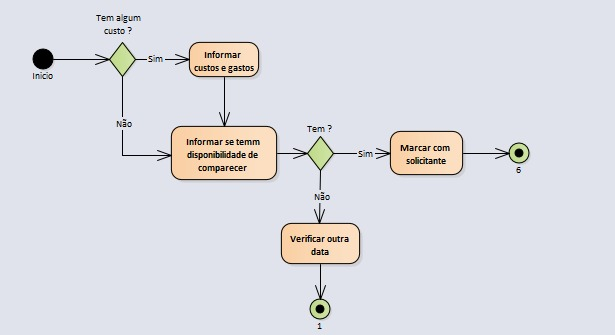 Tem algum
custo ?
Inicio
Sim
Informar
custos e gastos
Não
Informar se temm
disponibilidade de
comparecer
Tem ?
Sim
Marcar com
solicitante
6
Não
Verificar outra
data
1